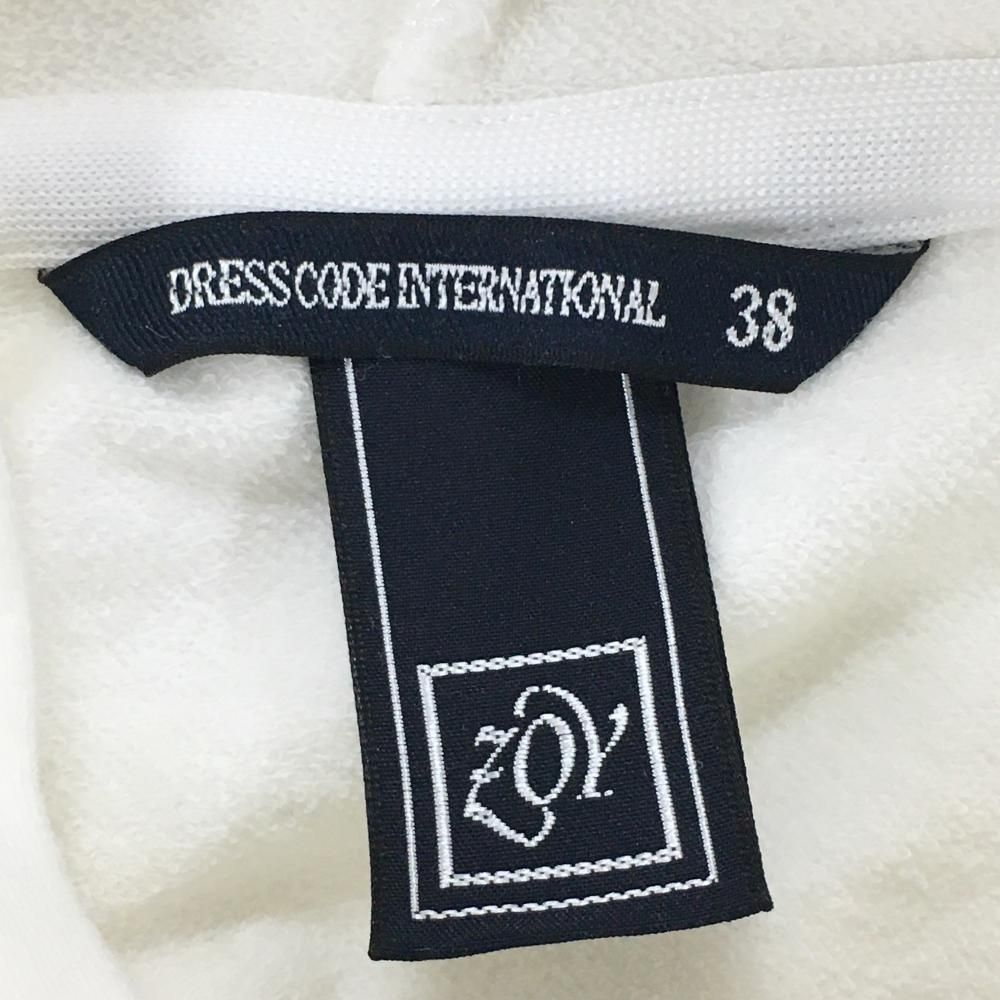 DRESS CODE INTERNATIONAL 38
ZOY